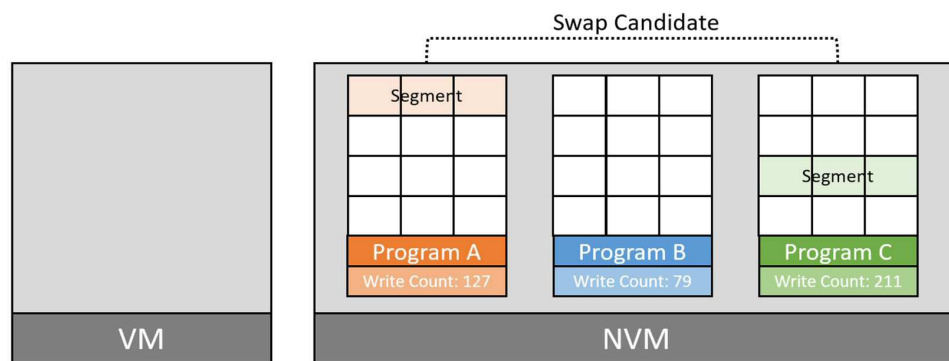 Swap Candidate
Segment
Segment
Program A
Program B
Program C
Write Count: 127
Write Count: 79
Write Count: 211
VM
NVM